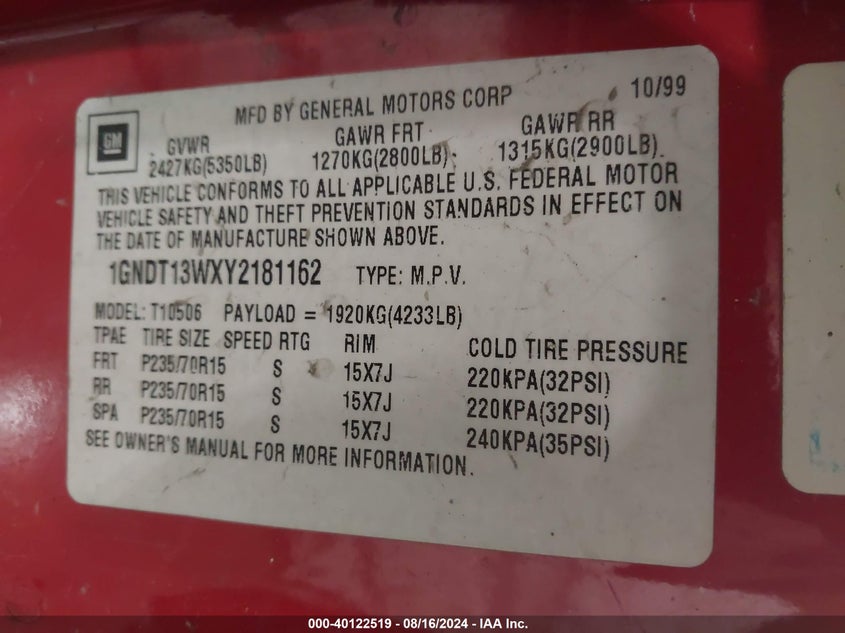 MFD BY GENERAL MOTORS CORP 10/99
GM
GVWR GAWR FRT GAWR RR
2427KG(5350LB) 1270KG(2800LB) 1315KG(2900LB)
THIS VEHICLE CONFORMS TO ALL APPLICABLE U.S. FEDERAL MOTOR
VEHICLE SAFETY AND THEFT PREVENTION STANDARDS IN EFFECT ON
THE DATE OF MANUFACTURE SHOWN ABOVE.
1GNDT13WXY2181162 TYPE: M.P.V.
MODEL: T10506 PAYLOAD = 1920KG(4233LB)
TPAE TIRE SIZE SPEED RTG RIM COLD TIRE PRESSURE
FRT P235/70R15 S 15X7J 220KPA(32PSI)
RR P235/70R15 S 15X7J 220KPA(32PSI)
SPA P235/70R15 S 15X7J 240KPA(35PSI)
SEE OWNER'S MANUAL FOR MORE INFORMATION.
000-40122519 - 08/16/2024 - IAA Inc.